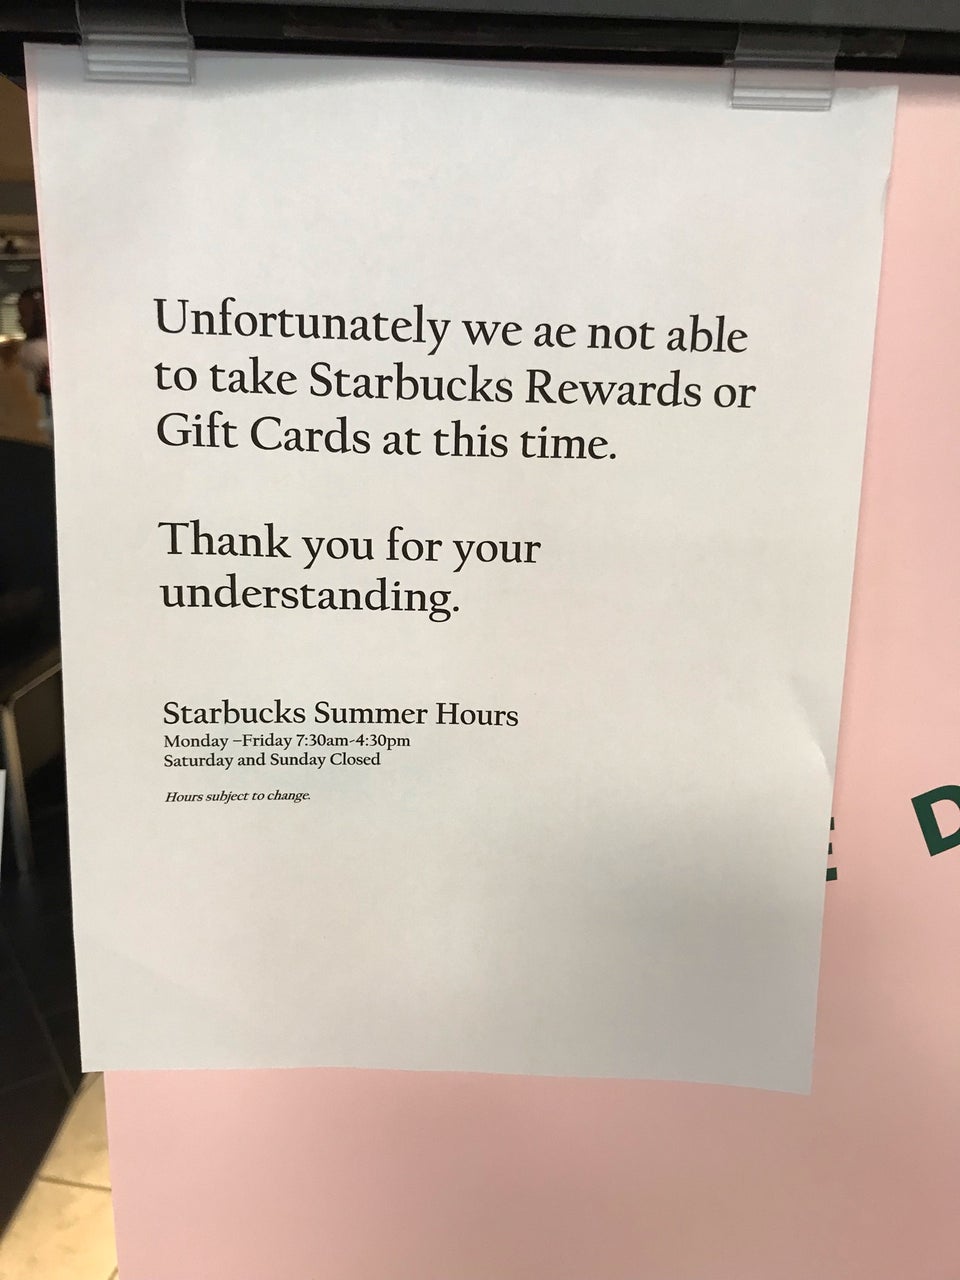 Unfortunately we ae not able
to take Starbucks Rewards or
Gift Cards at this time.
Thank you for your
understanding.
Starbucks Summer Hours
Monday –Friday 7:30am-4:30pm
Saturday and Sunday Closed
Hours subject to change.
E D